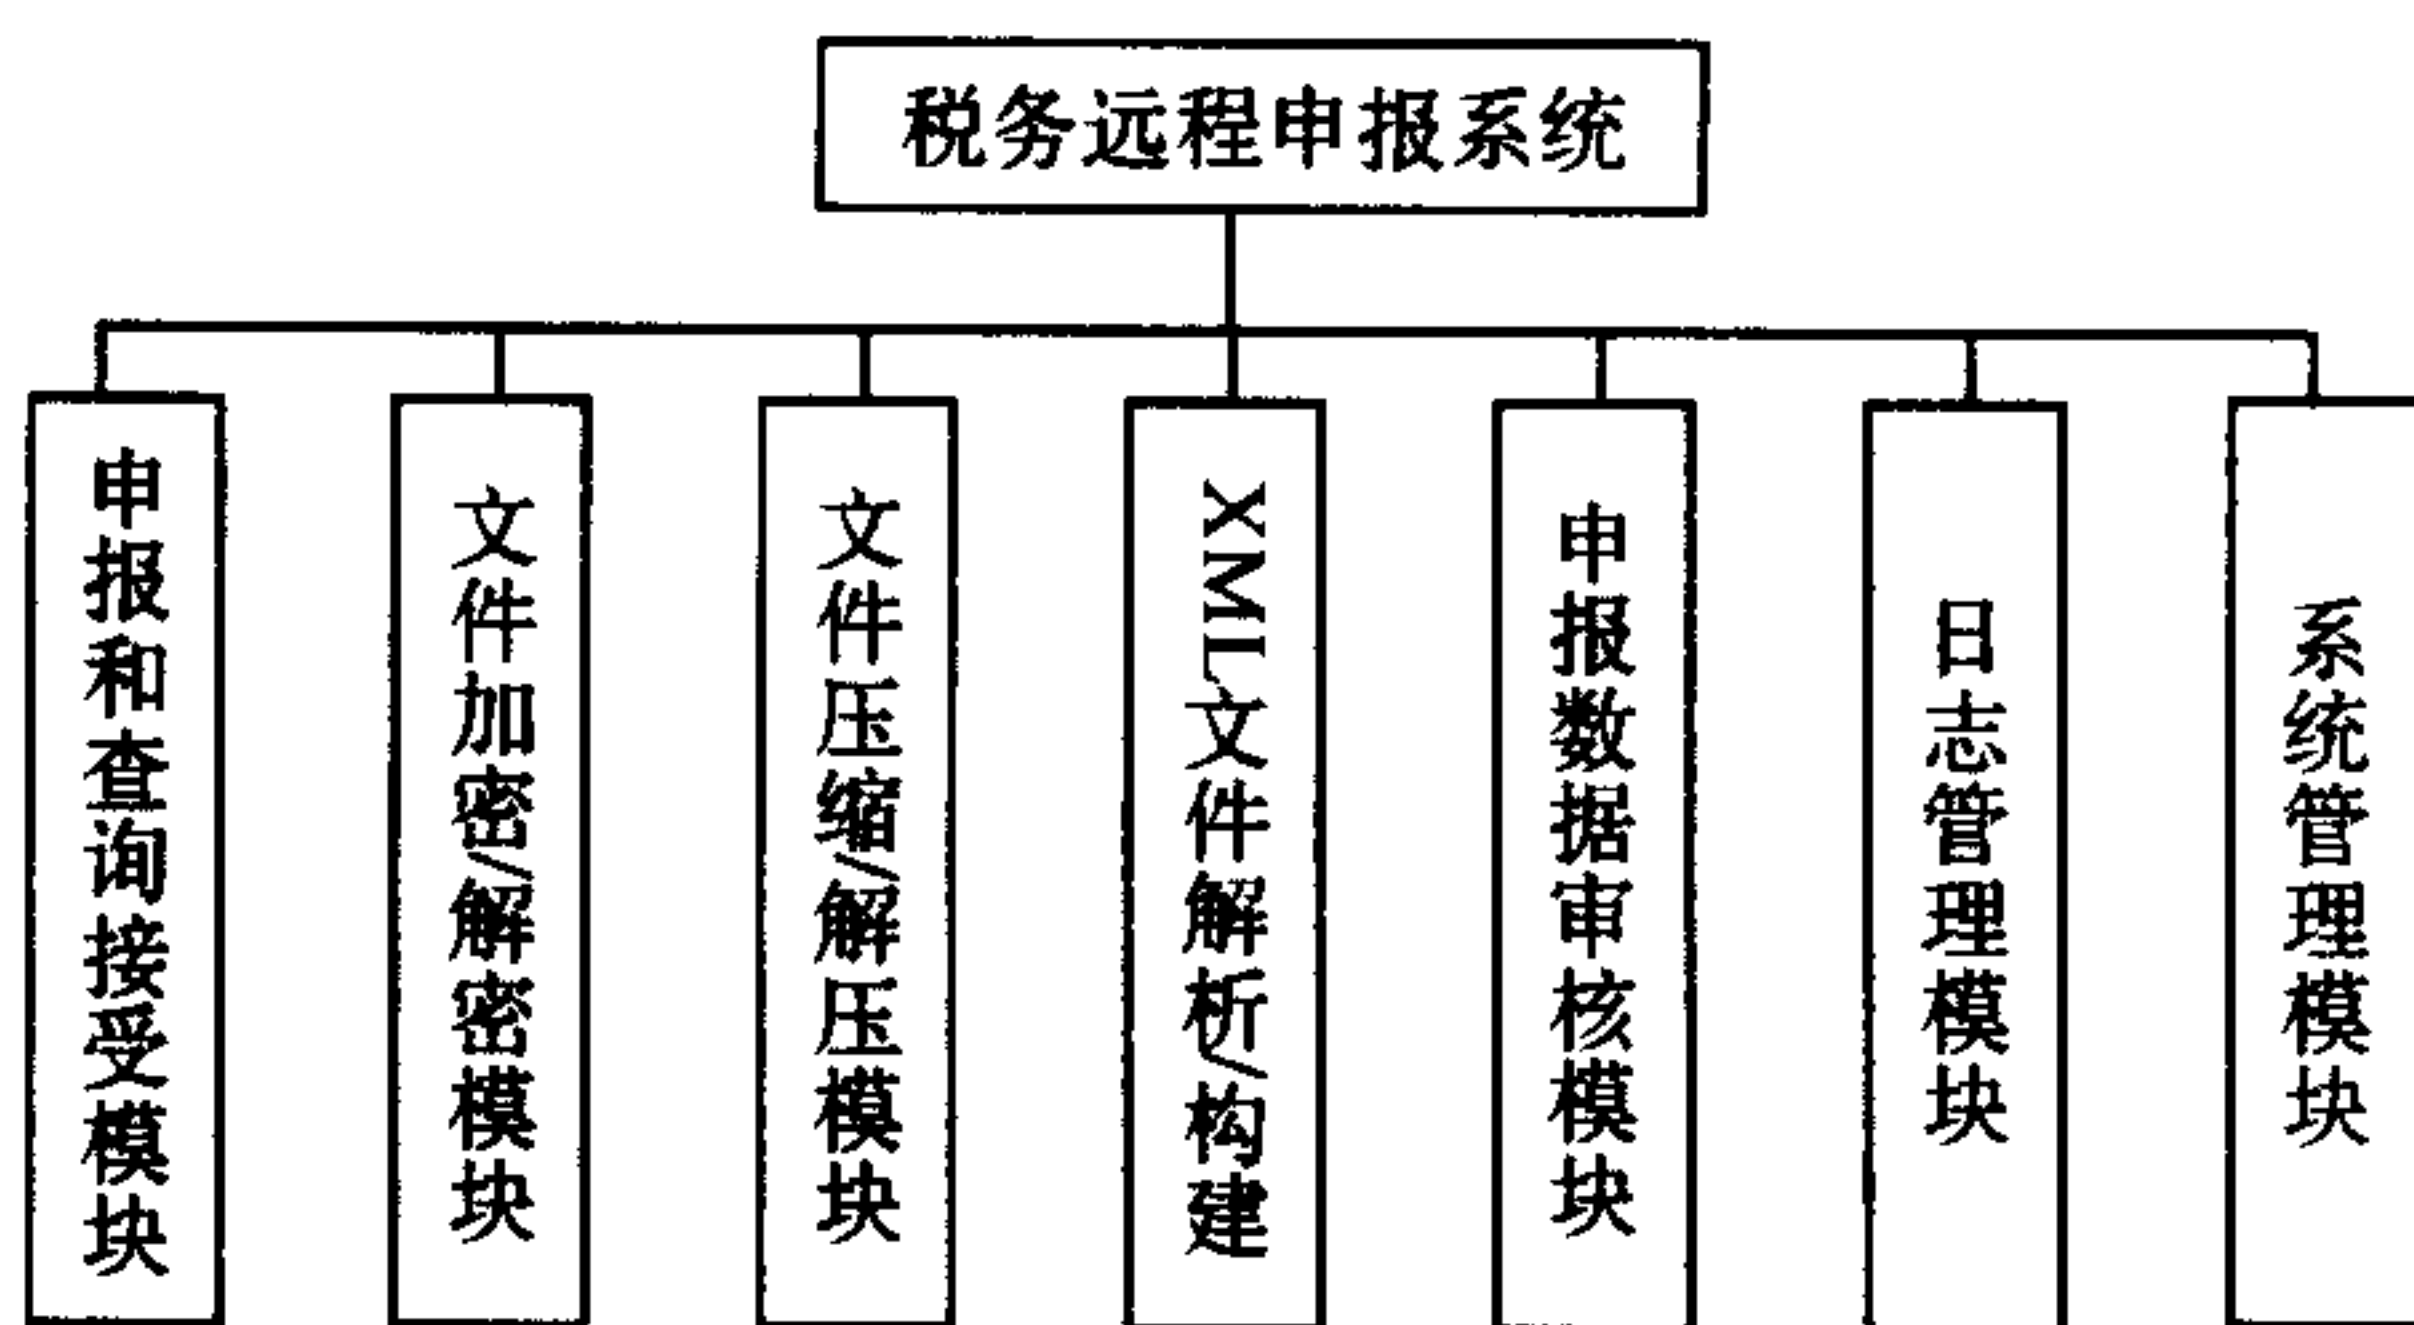 税务远程申报系统
申报和查询接受模块
文件加密/解密模块
文件压缩/解压模块
XML文件解析/构建
申报数据审核模块
日志管理模块
系统管理模块